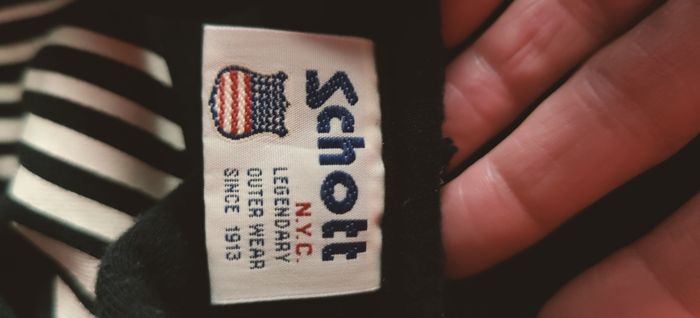 Schott
N.Y.C.
LEGENDARY
OUTER WEAR
SINCE 1913